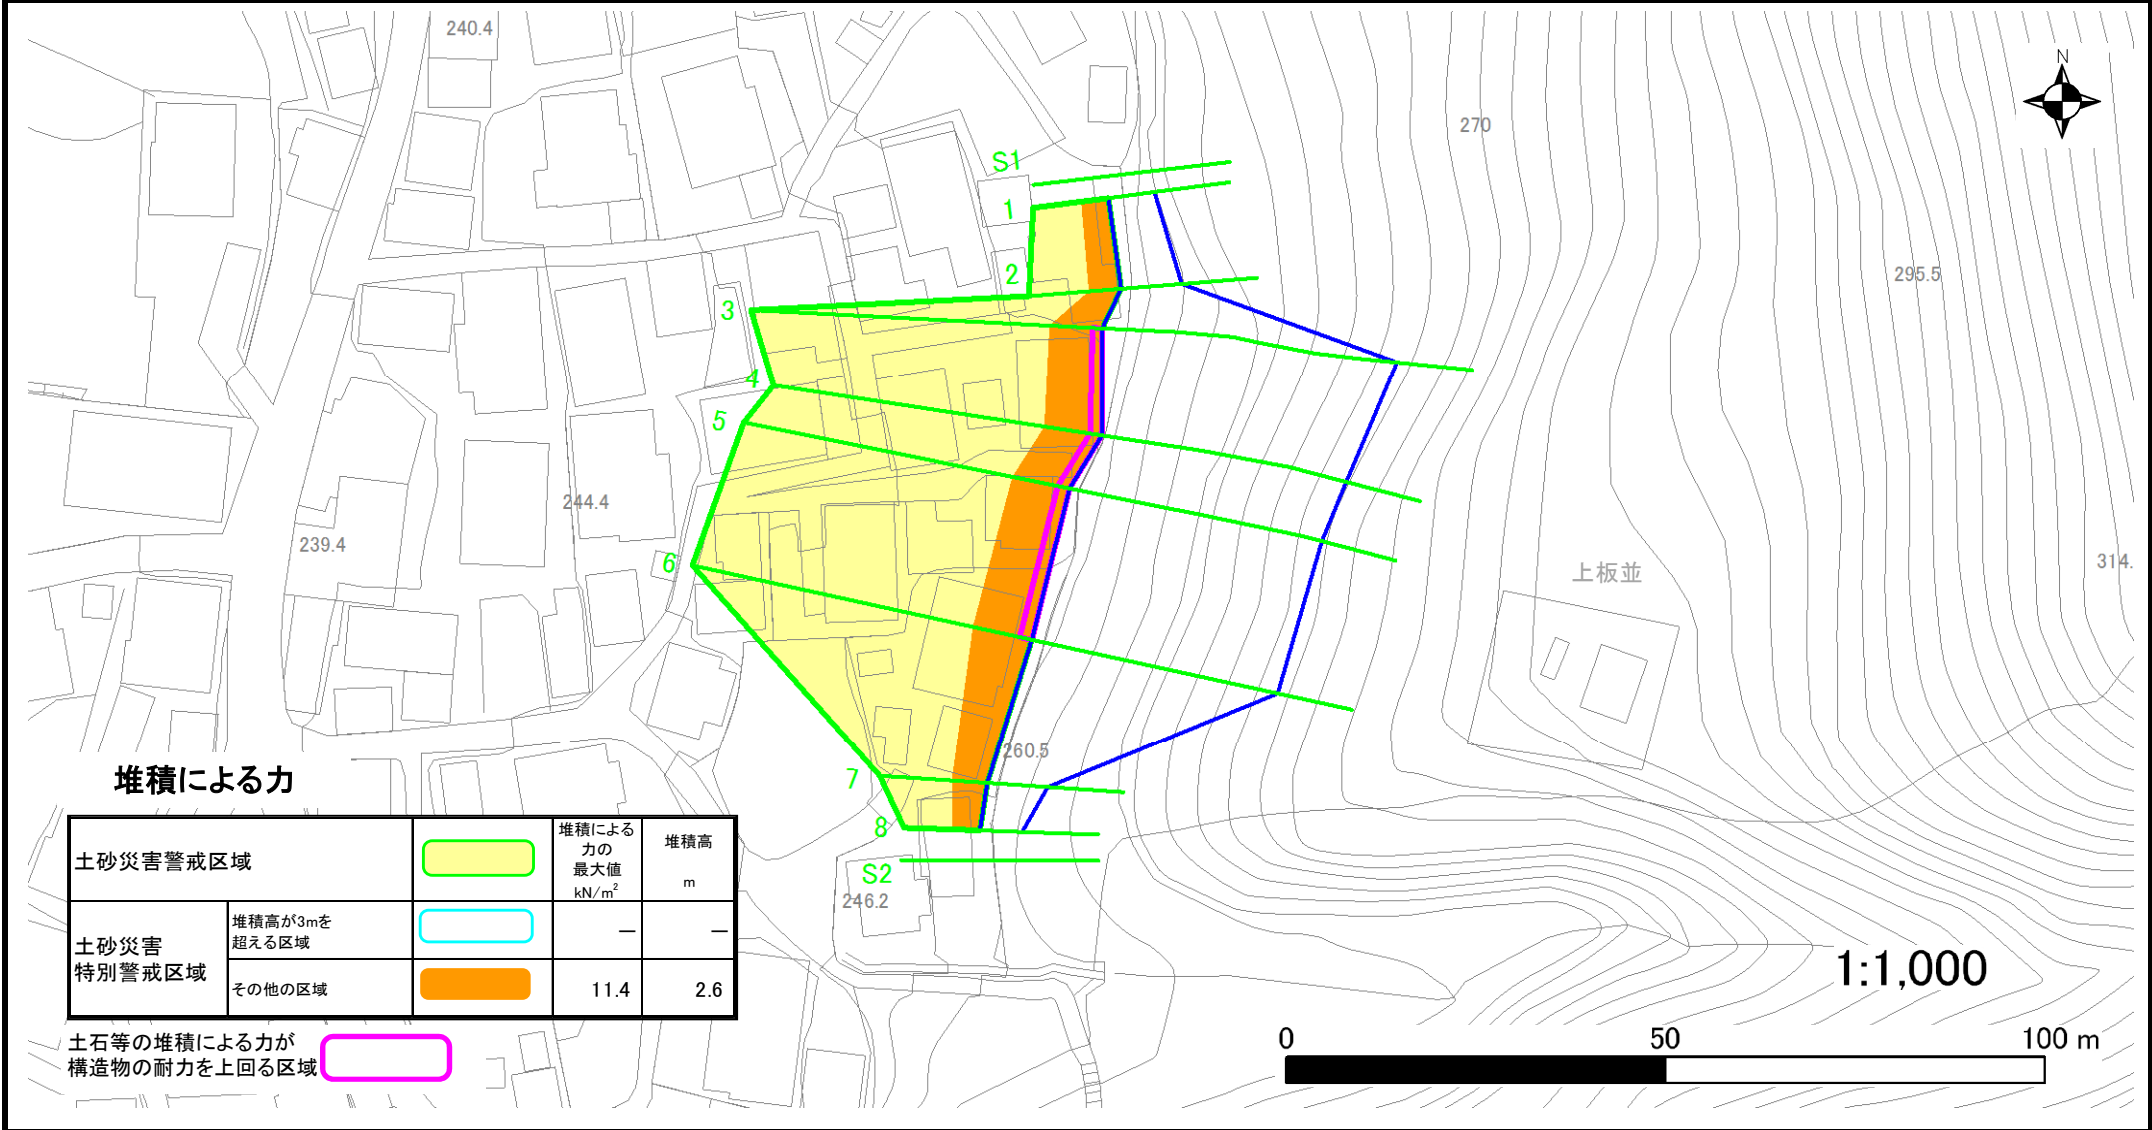 240.4
N
270
S1
1
2
295.5
3
4
5
244.4
239.4
6
上板並
314.
260.5
7
8
S2
246.2
堆積による力
土砂災害警戒区域
堆積による
力の
最大値
kN/m²
堆積高
m
土砂災害
特別警戒区域
堆積高が3mを
超える区域
—
—
その他の区域
11.4
2.6
土石等の堆積による力が
構造物の耐力を上回る区域
1:1,000
0
50
100 m